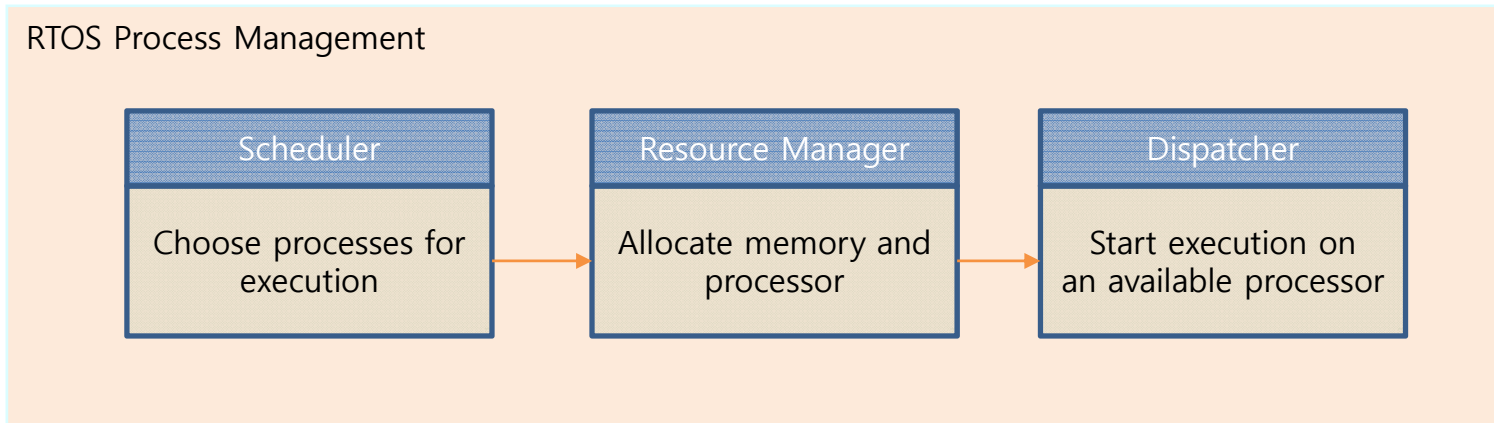 RTOS Process Management
Scheduler
Choose processes for
execution
Resource Manager
Allocate memory and
processor
Dispatcher
Start execution on
an available processor